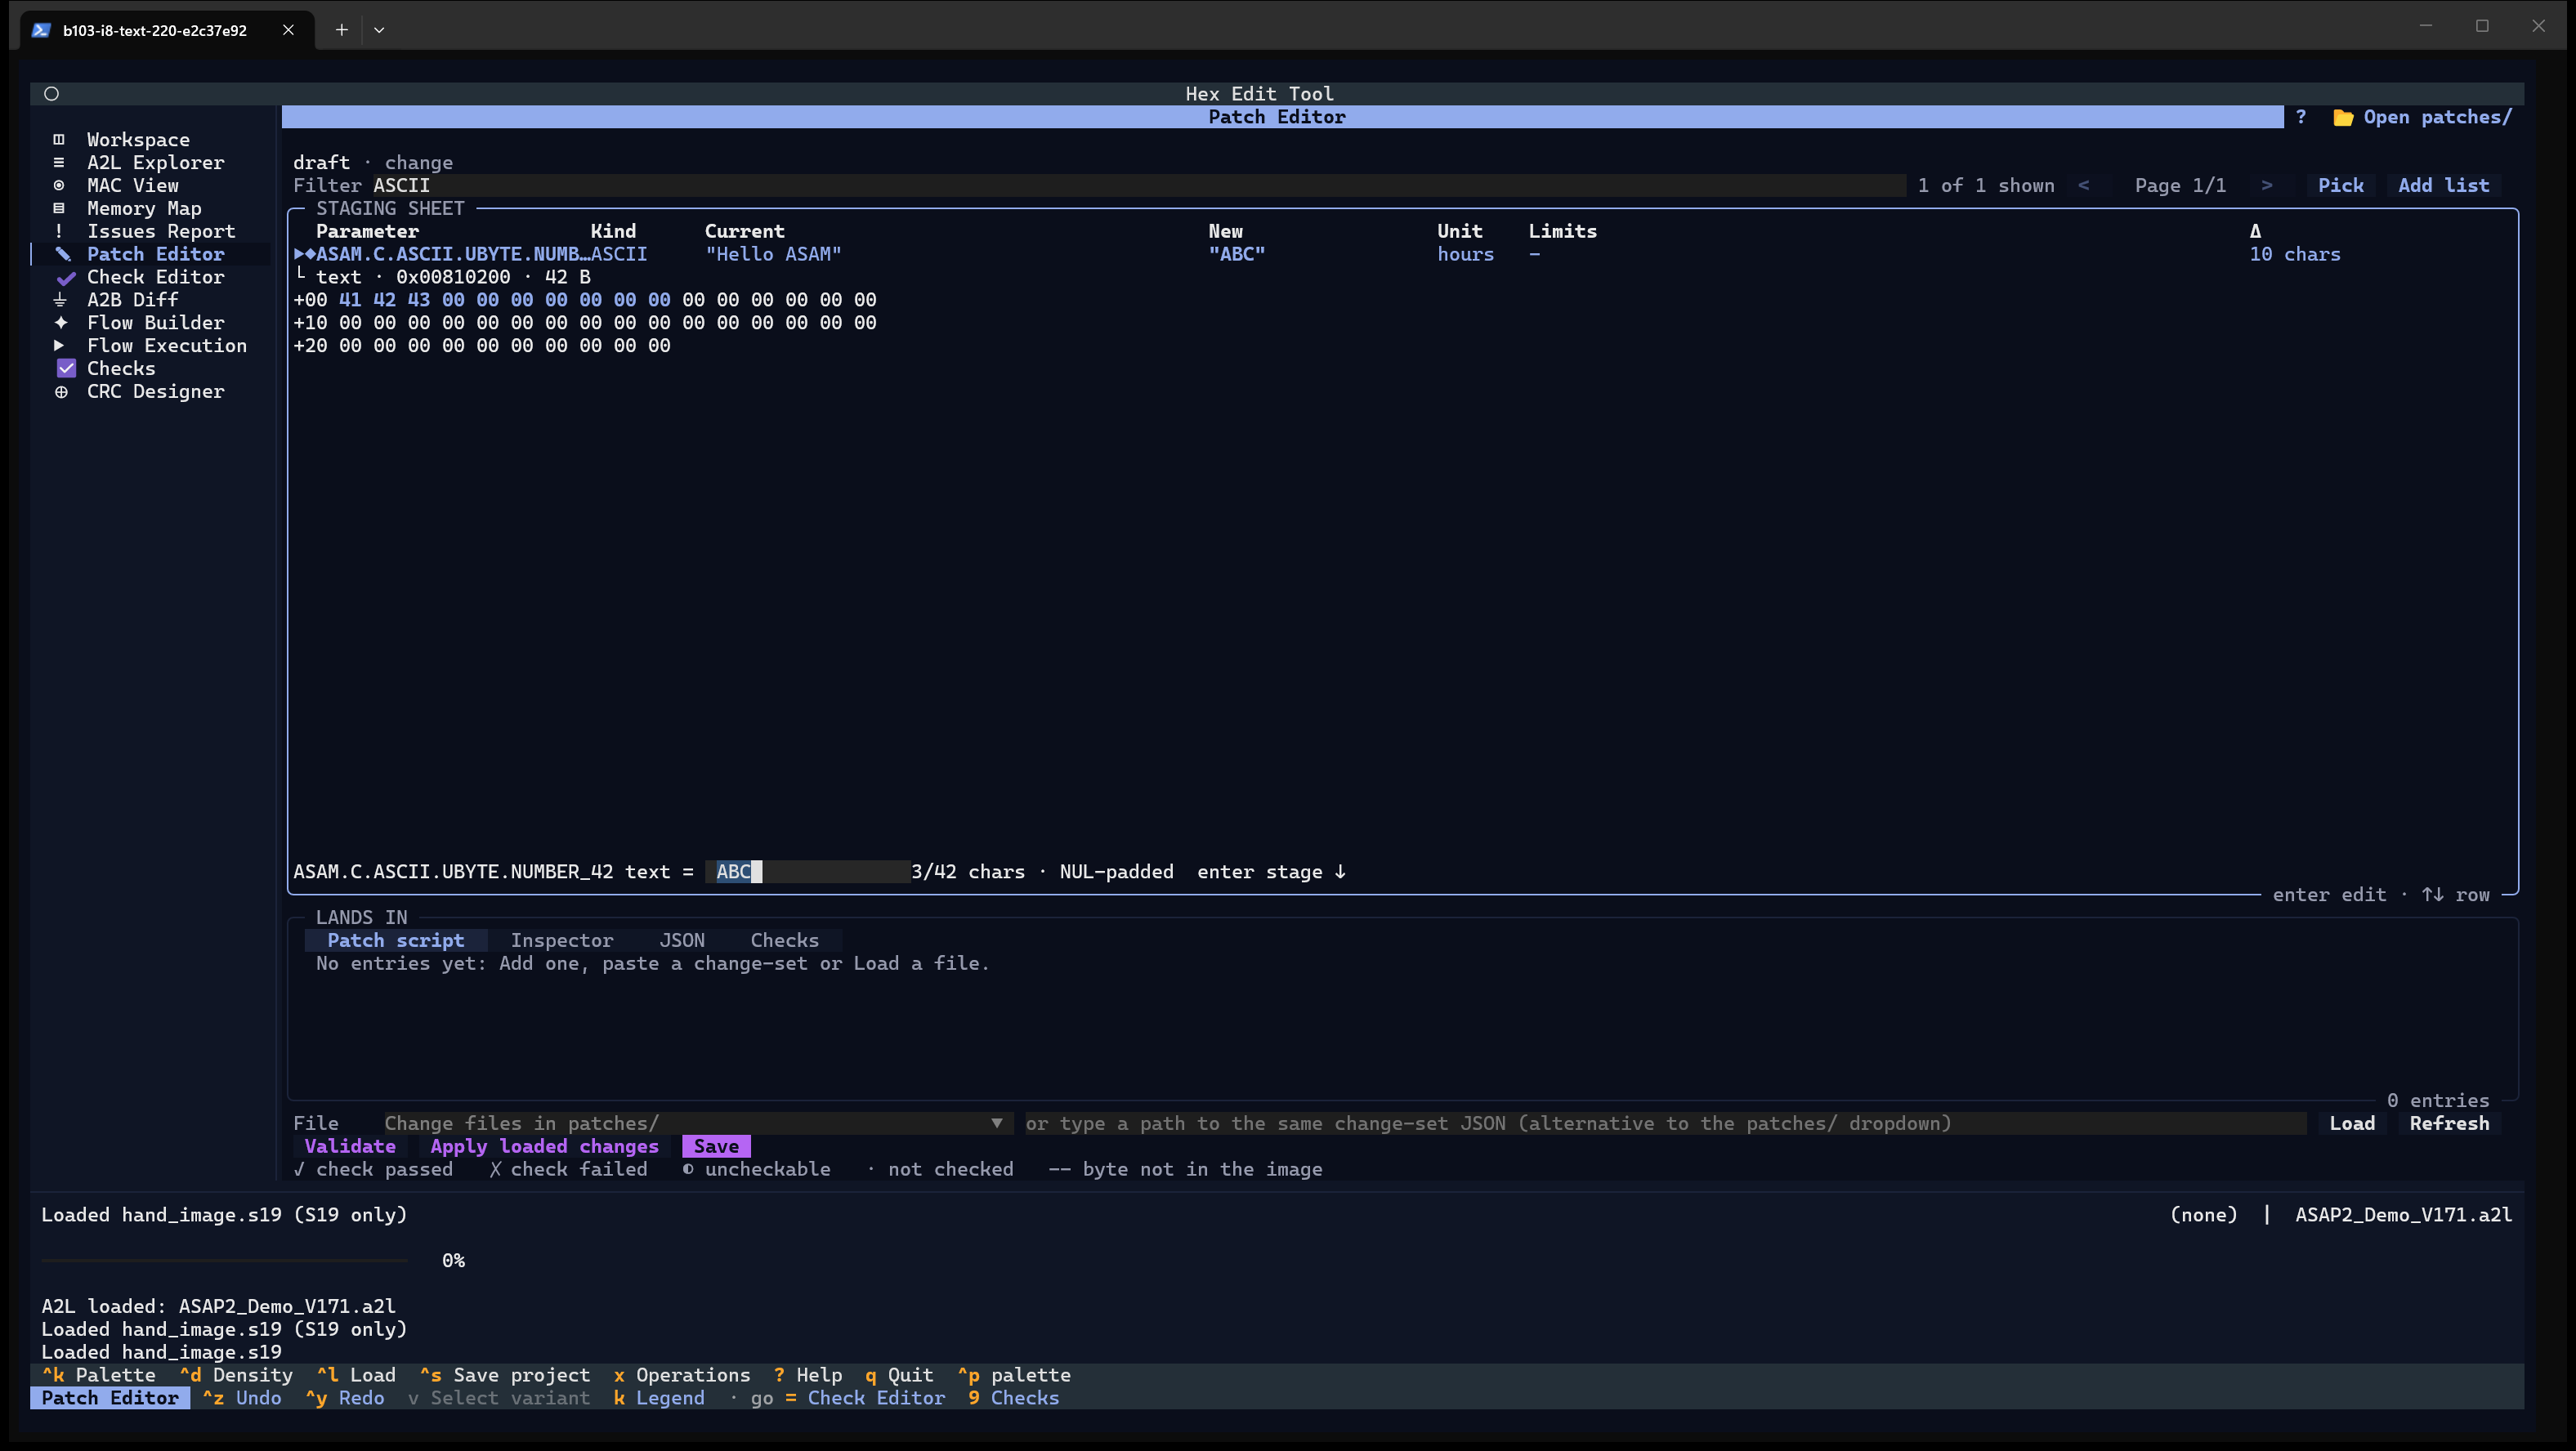 b103-i8-text-220-e2c37e92
Hex Edit Tool
Patch Editor ? Open patches/
Workspace
A2L Explorer
MAC View
Memory Map
! Issues Report
Patch Editor
Check Editor
A2B Diff
Flow Builder
Flow Execution
Checks
CRC Designer
draft · change
Filter ASCII 1 of 1 shown < Page 1/1 > Pick Add list
STAGING SHEET
Parameter Kind Current New Unit Limits Δ
▶◆ASAM.C.ASCII.UBYTE.NUMB…ASCII "Hello ASAM" "ABC" hours – 10 chars
└ text · 0x00810200 · 42 B
+00 41 42 43 00 00 00 00 00 00 00 00 00 00 00 00 00
+10 00 00 00 00 00 00 00 00 00 00 00 00 00 00 00 00
+20 00 00 00 00 00 00 00 00 00 00
ASAM.C.ASCII.UBYTE.NUMBER_42 text = ABC 3/42 chars · NUL-padded enter stage ↓
enter edit · ↑↓ row
LANDS IN
Patch script Inspector JSON Checks
No entries yet: Add one, paste a change-set or Load a file.
0 entries
File Change files in patches/ ▼ or type a path to the same change-set JSON (alternative to the patches/ dropdown) Load Refresh
Validate Apply loaded changes Save
√ check passed ╳ check failed ◐ uncheckable · not checked -- byte not in the image
Loaded hand_image.s19 (S19 only) (none) | ASAP2_Demo_V171.a2l
0%
A2L loaded: ASAP2_Demo_V171.a2l
Loaded hand_image.s19 (S19 only)
Loaded hand_image.s19
^k Palette ^d Density ^l Load ^s Save project x Operations ? Help q Quit ^p palette
Patch Editor ^z Undo ^y Redo v Select variant k Legend · go = Check Editor 9 Checks